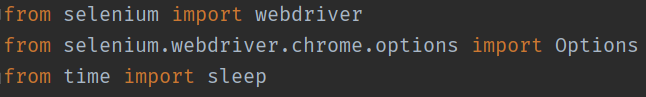 from selenium import webdriver
from selenium.webdriver.chrome.options import Options
from time import sleep